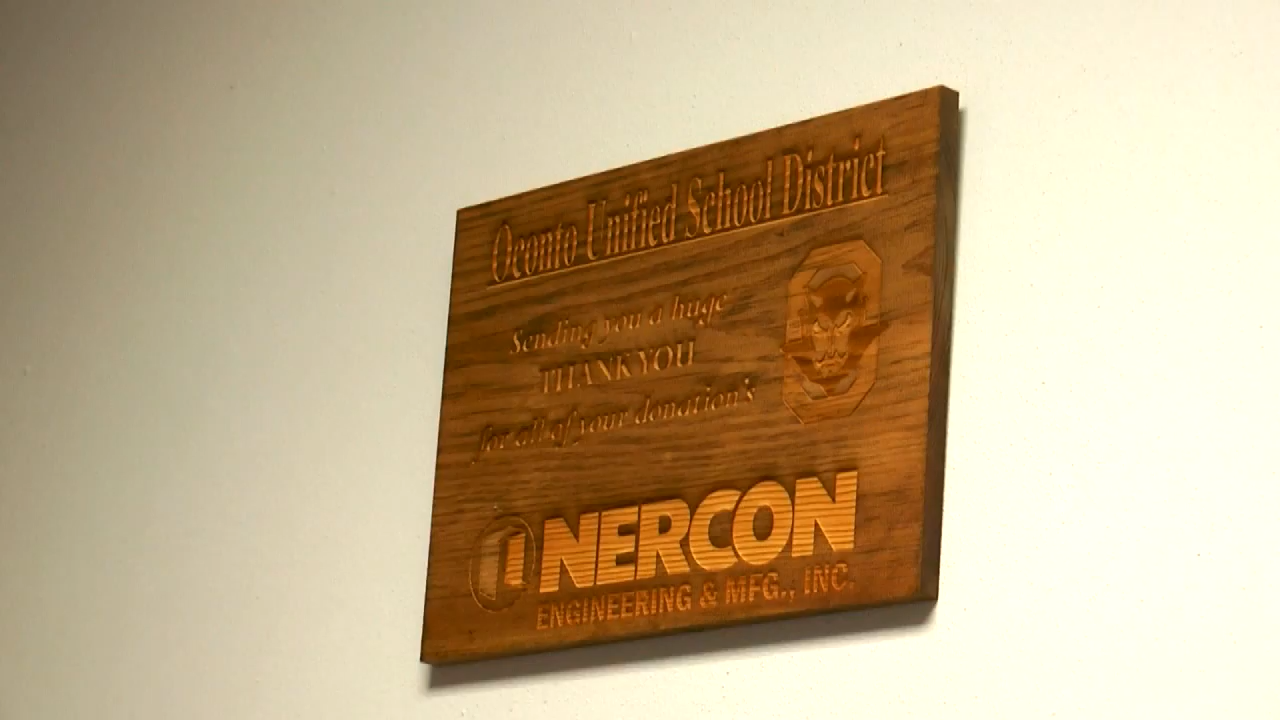 Oconto Unified School District
Sending you a huge
THANK YOU
for all of your donation's
NERCON
ENGINEERING & MFG., INC.